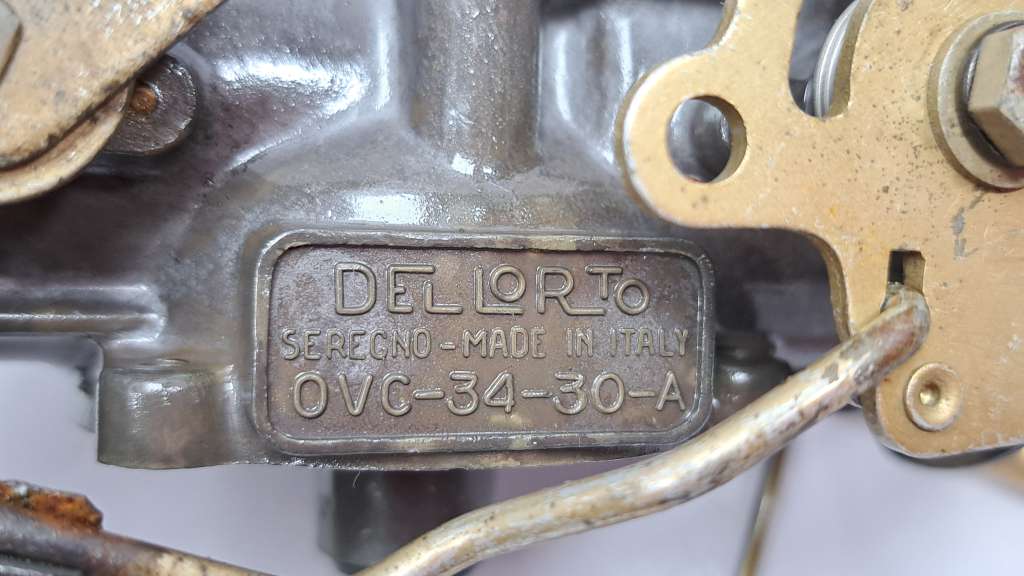 DELLORTO
SEREGNO-MADE IN ITALY
OVC-34-30-A